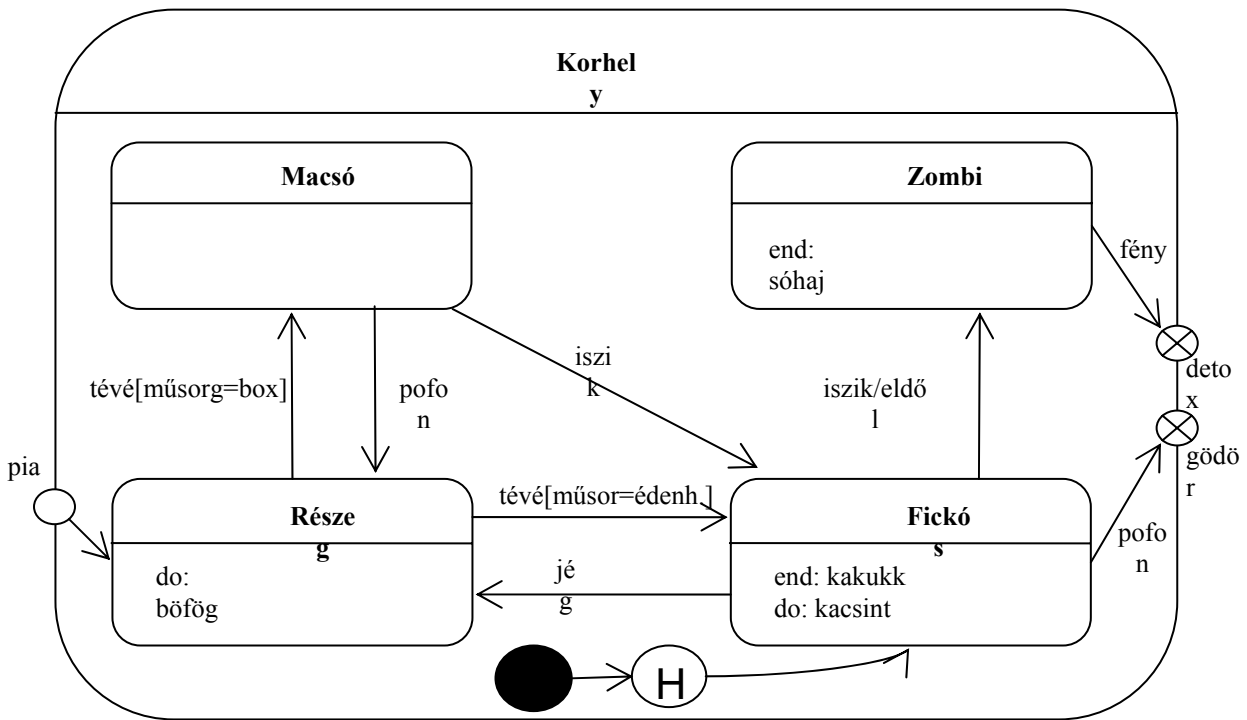 Korhel
y
Macsó
Zombi
end:
sóhaj
fény
tévé[műsorg=box]
pofo
n
iszi
k
iszik/eldő
l
deto
x
gödö
r
pia
Része
g
do:
böfög
tévé[műsor=édenh.]
jé
g
Fickó
s
end: kakukk
do: kacsint
pofo
n
H